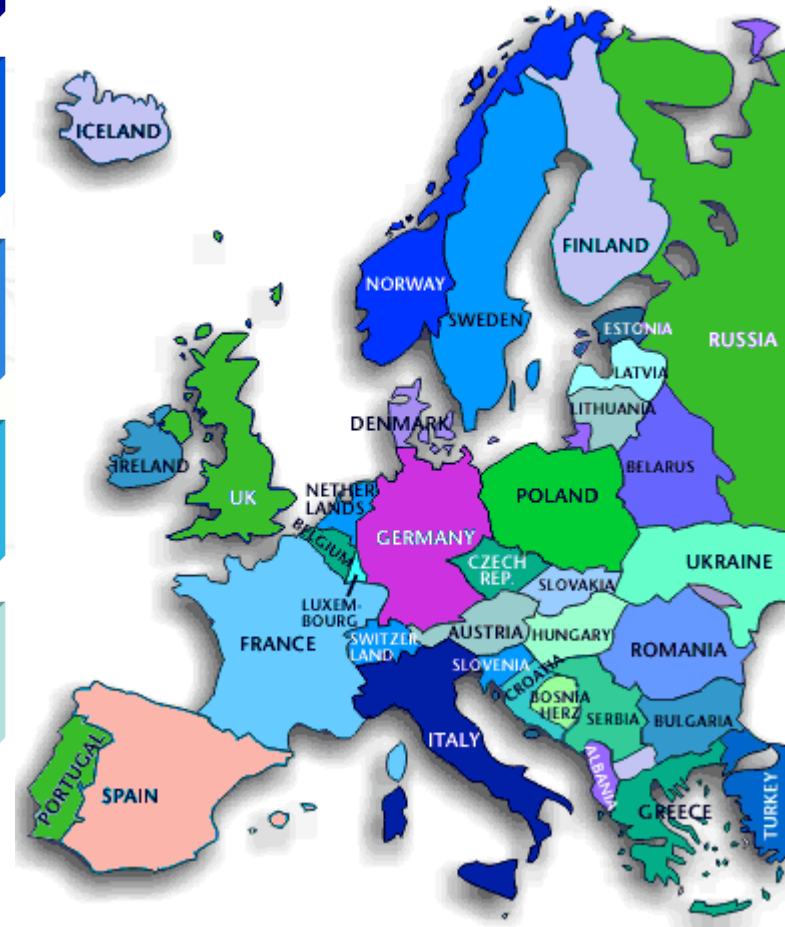 ICELAND
FINLAND
NORWAY
SWEDEN
ESTONIA
RUSSIA
LATVIA
LITHUANIA
DENMARK
IRELAND
BELARUS
NETHER
LANDS
UK
POLAND
BELGIUM
GERMANY
CZECH
REP.
UKRAINE
SLOVAKIA
LUXEM-
BOURG
FRANCE
SWITZER
LAND
AUSTRIA
HUNGARY
ROMANIA
SLOVENIA
CROATIA
BOSNIA
HERZ
SERBIA
BULGARIA
ITALY
PORTUGAL
SPAIN
ALBANIA
GREECE
TURKEY